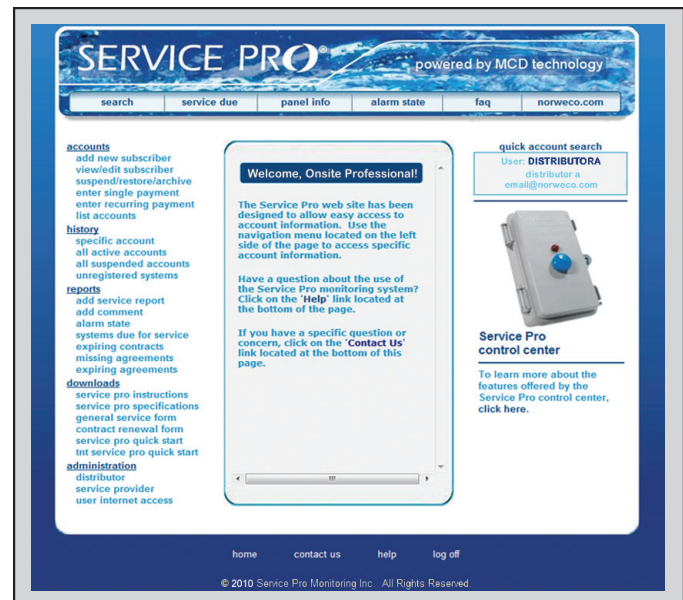 SERVICE PRO®
powered by MCD technology
search service due panel info alarm state faq norweco.com
accounts
add new subscriber
view/edit subscriber
suspend/restore/archive
enter single payment
enter recurring payment
list accounts
history
specific account
all active accounts
all suspended accounts
unregistered systems
reports
add service report
add comment
alarm state
systems due for service
expiring contracts
missing agreements
expiring agreements
downloads
service pro instructions
service pro specifications
general service form
contract renewal form
service pro quick start
tnt service pro quick start
administration
distributor
service provider
user internet access
Welcome, Onsite Professional!
The Service Pro web site has been
designed to allow easy access to
account information. Use the
navigation menu located on the left
side of the page to access specific
account information.
Have a question about the use of
the Service Pro monitoring system?
Click on the 'Help' link located at
the bottom of the page.
If you have a specific question or
concern, click on the 'Contact Us'
link located at the bottom of this
page.
quick account search
User: DISTRIBUTORA
distributor a
email@norweco.com
Service Pro
control center
To learn more about the
features offered by the
Service Pro control center,
click here.
home contact us help log off
© 2010 Service Pro Monitoring Inc. All Rights Reserved.